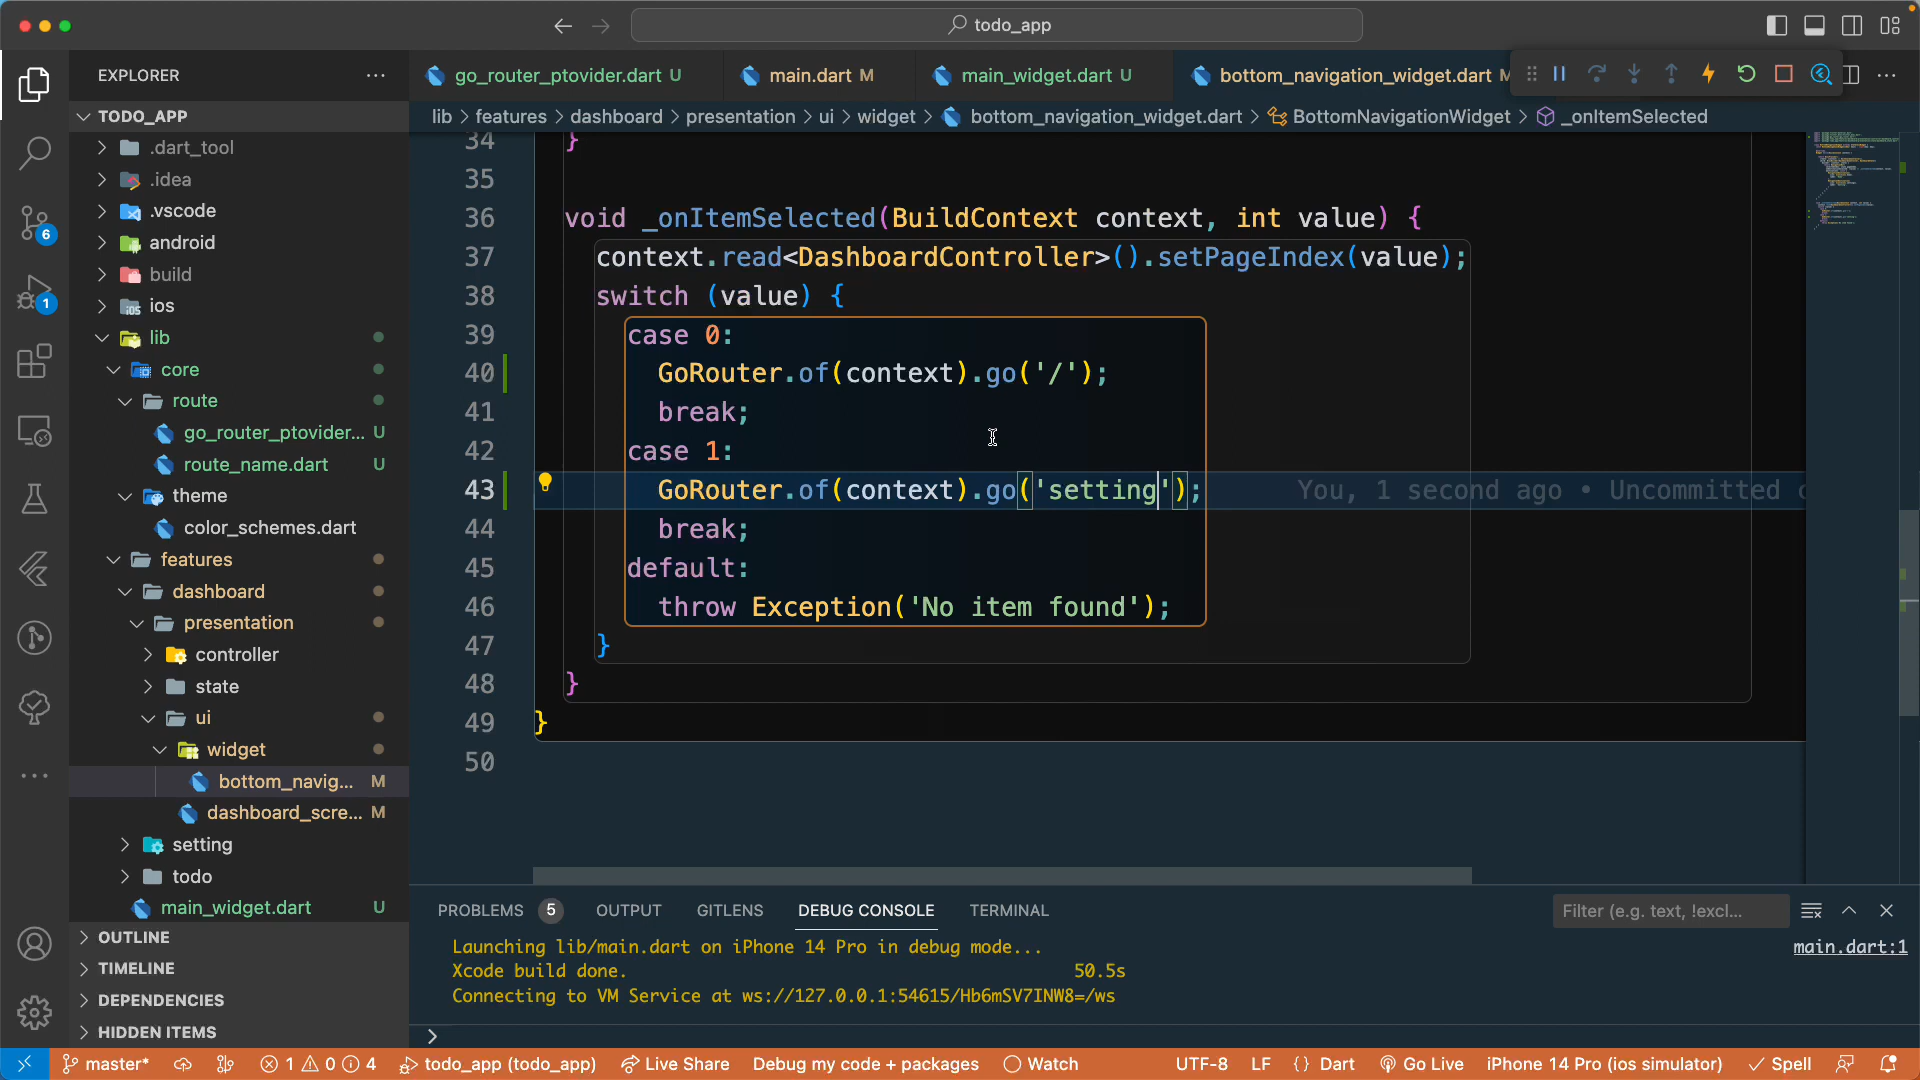 todo_app
EXPLORER
go_router_ptovider.dart U
main.dart M
main_widget.dart U
bottom_navigation_widget.dart M
TODO_APP
lib > features > dashboard > presentation > ui > widget > bottom_navigation_widget.dart > BottomNavigationWidget > _onItemSelected
.dart_tool
.idea
.vscode
android
build
ios
lib
core
route
go_router_ptovider... U
route_name.dart U
theme
color_schemes.dart
features
dashboard
presentation
controller
state
ui
widget
bottom_navig... M
dashboard_scre... M
setting
todo
main_widget.dart U
OUTLINE
TIMELINE
DEPENDENCIES
HIDDEN ITEMS
6
1
34 }
35
36 void _onItemSelected(BuildContext context, int value) {
37 context.read<DashboardController>().setPageIndex(value);
38 switch (value) {
39 case 0:
40 GoRouter.of(context).go('/');
41 break;
42 case 1:
43 GoRouter.of(context).go('setting'); You, 1 second ago • Uncommitted c
44 break;
45 default:
46 throw Exception('No item found');
47 }
48 }
49 }
50
PROBLEMS 5 OUTPUT GITLENS DEBUG CONSOLE TERMINAL
Filter (e.g. text, !excl...
Launching lib/main.dart on iPhone 14 Pro in debug mode...
main.dart:1
Xcode build done. 50.5s
Connecting to VM Service at ws://127.0.0.1:54615/Hb6mSV7INW8=/ws
>
master* 1 0 4 todo_app (todo_app) Live Share Debug my code + packages Watch UTF-8 LF {} Dart Go Live iPhone 14 Pro (ios simulator) Spell